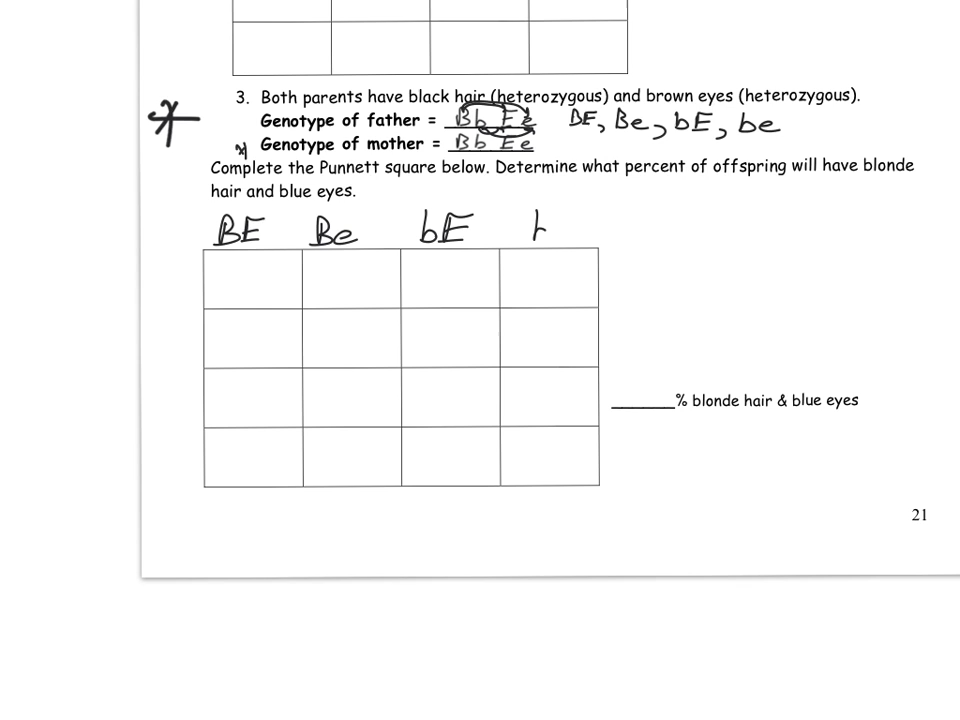 3. Both parents have black hair (heterozygous) and brown eyes (heterozygous).
Genotype of father = Bb Ee BE, Be, bE, be
Genotype of mother = Bb Ee
Complete the Punnett square below. Determine what percent of offspring will have blonde
hair and blue eyes.
BE Be bE
______% blonde hair & blue eyes
21